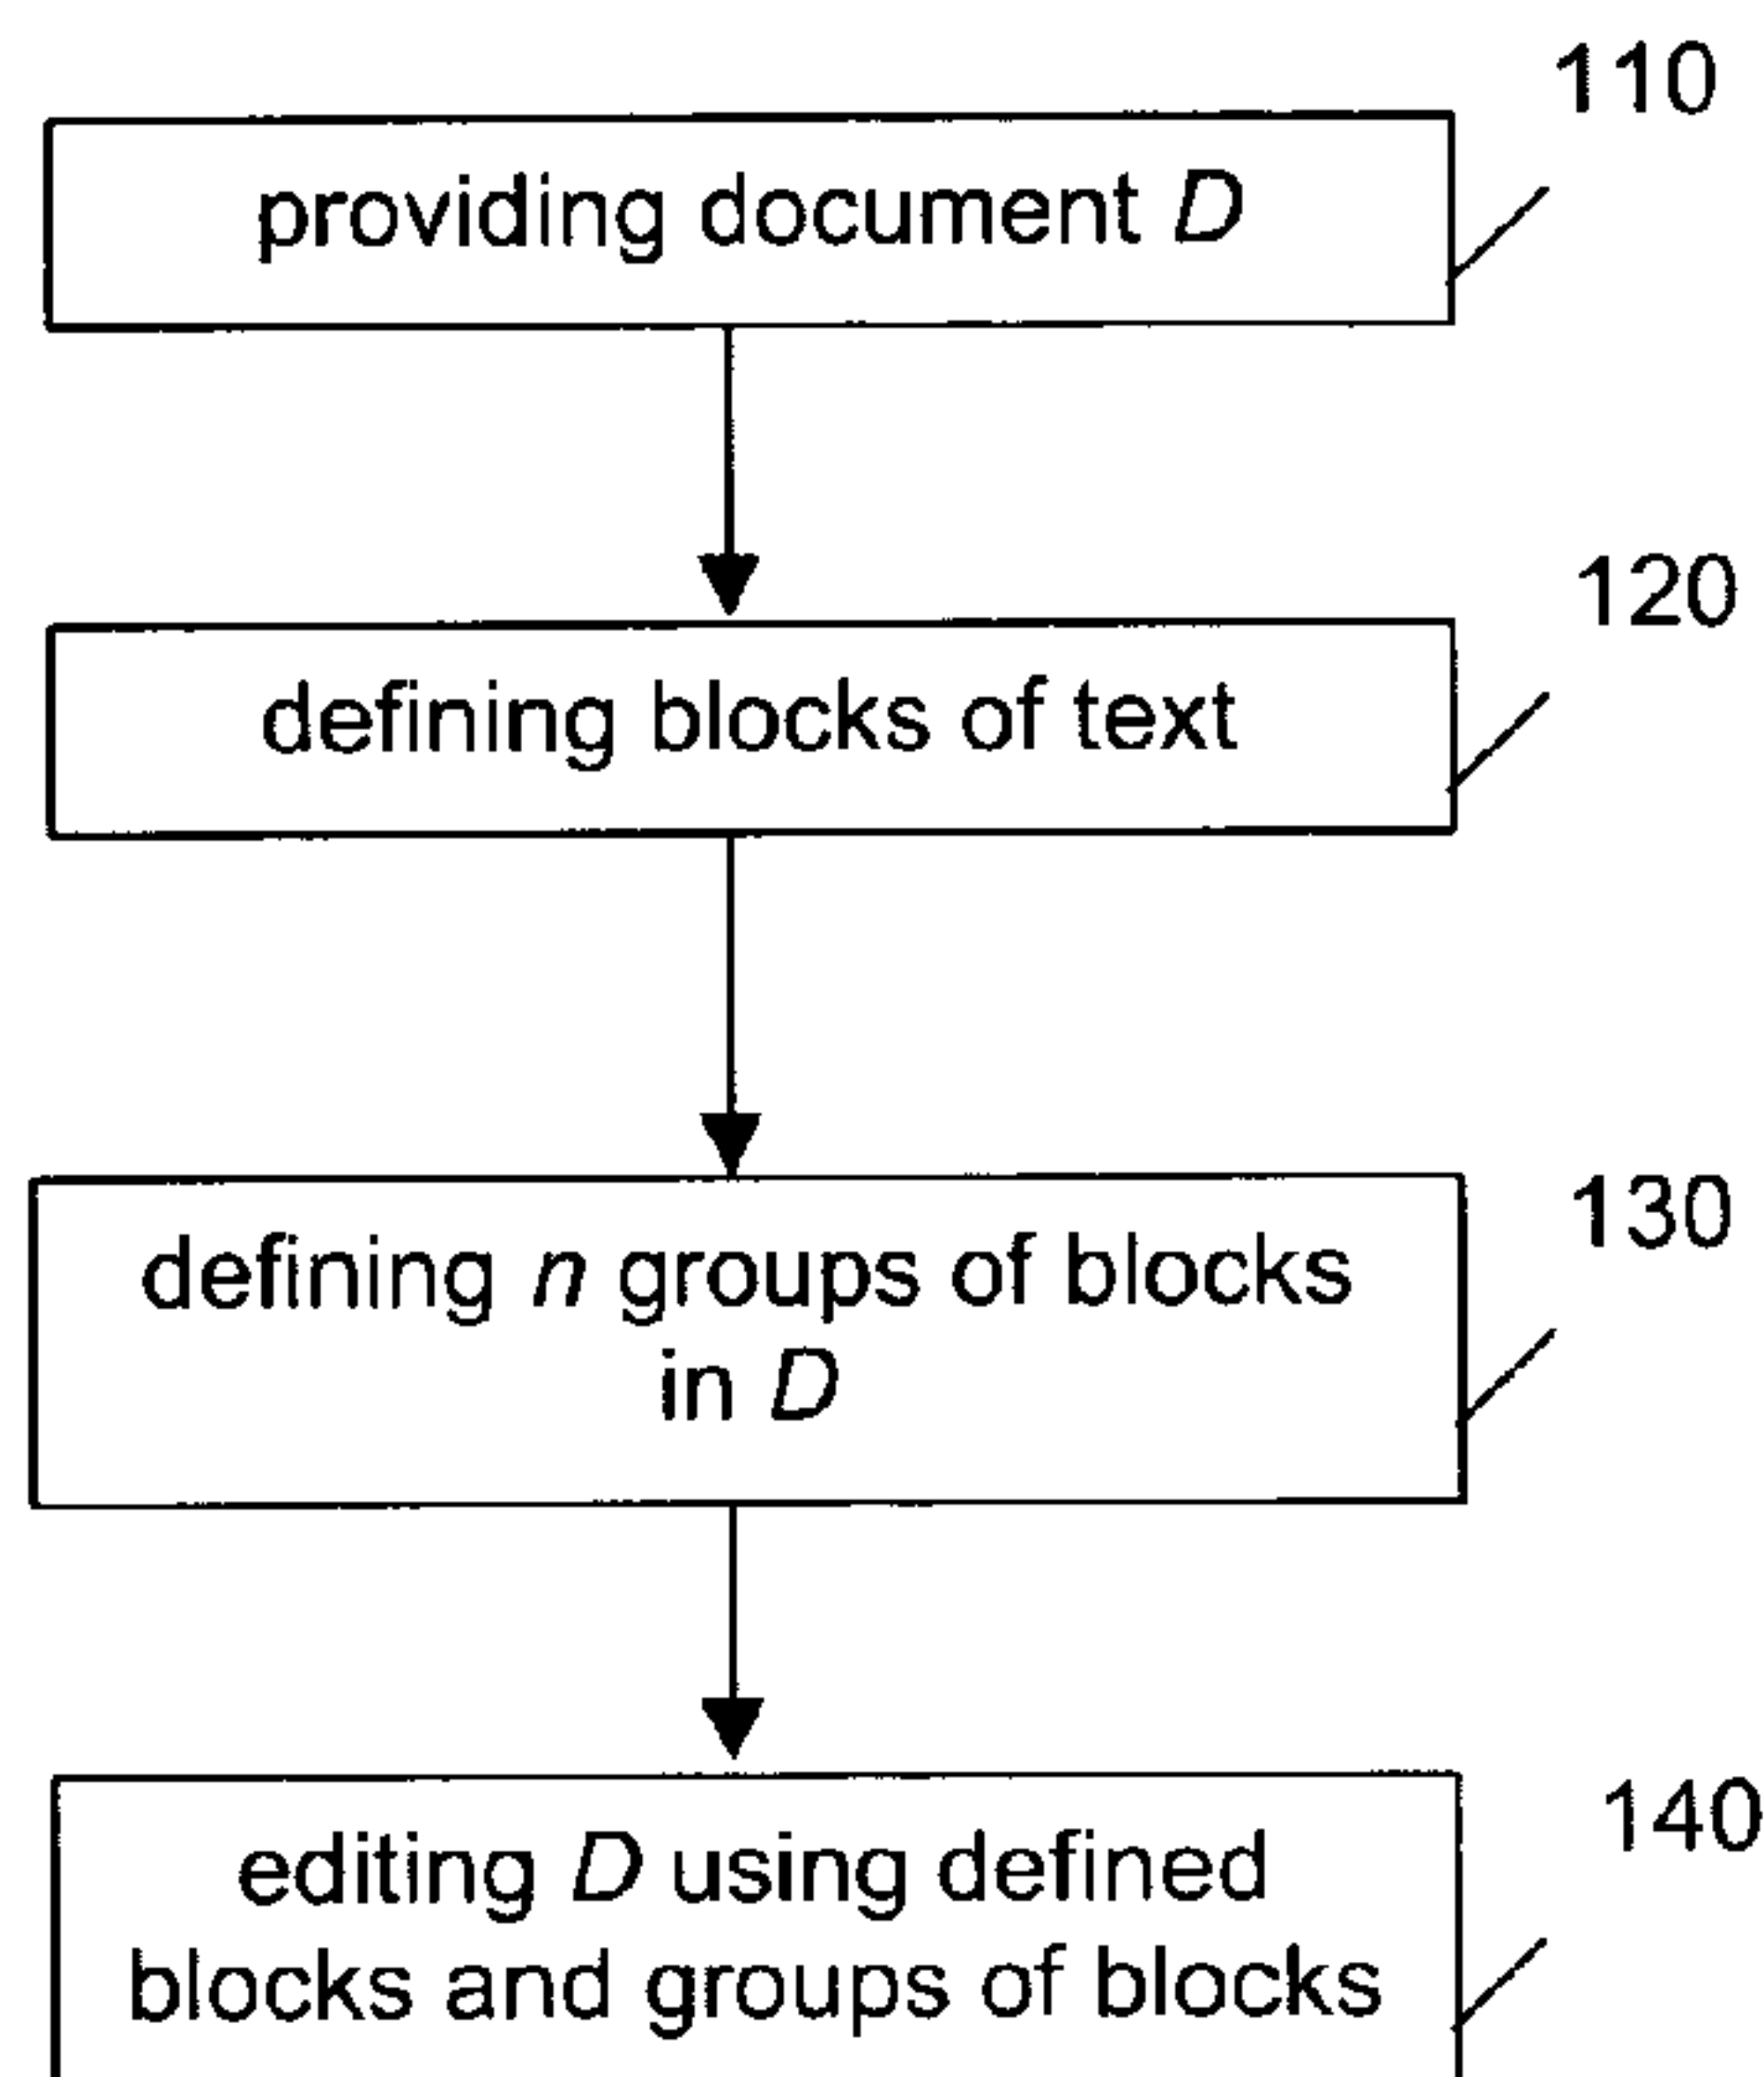 110
providing document D
120
defining blocks of text
130
defining n groups of blocks
in D
140
editing D using defined
blocks and groups of blocks